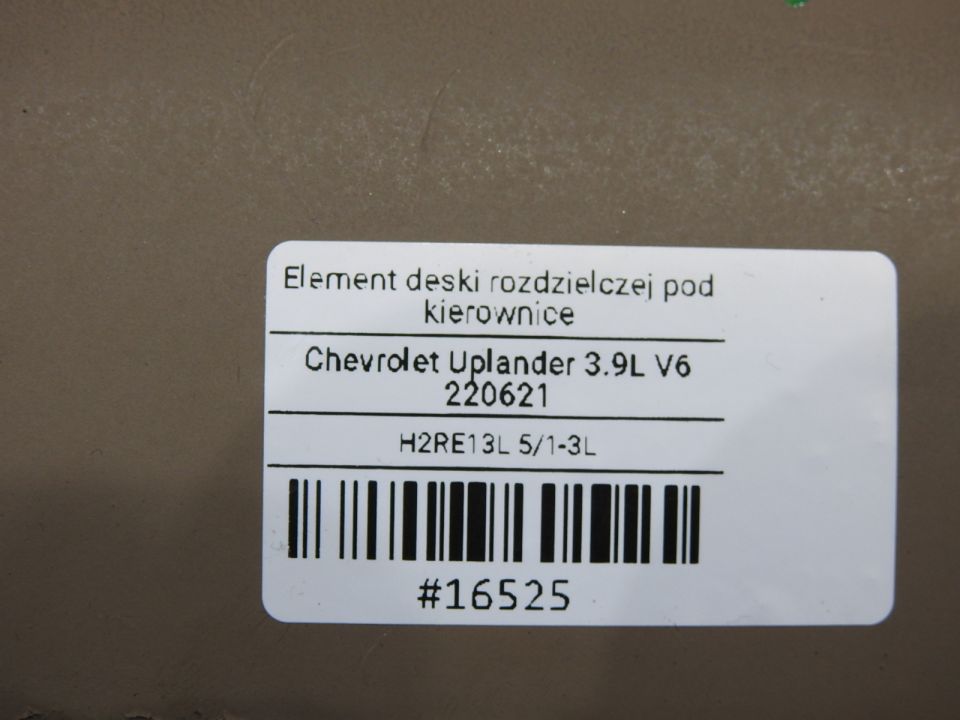 Element deski rozdzielczej pod
kierownice
Chevrolet Uplander 3.9L V6
220621
H2RE13L 5/1-3L
#16525